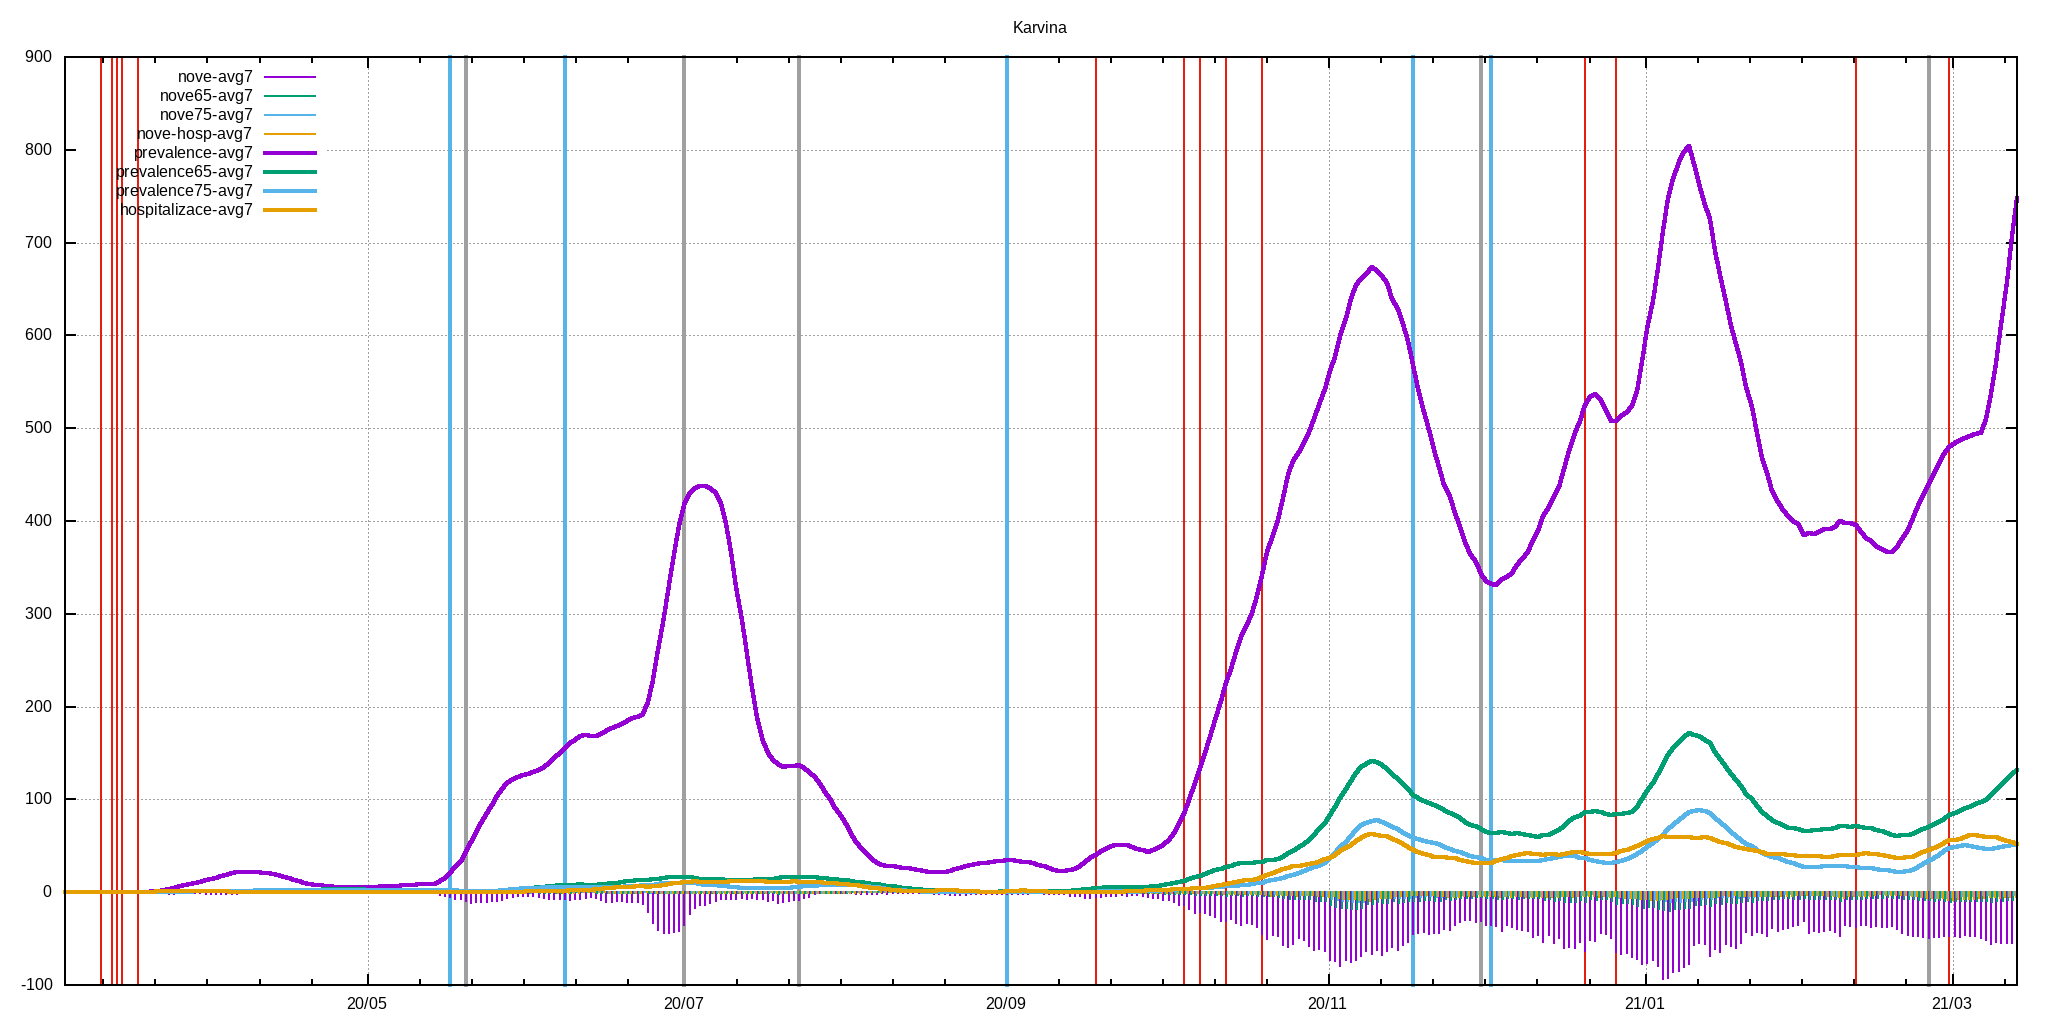 Karvina
900
800
700
600
500
400
300
200
100
0
-100
nove-avg7
nove65-avg7
nove75-avg7
nove-hosp-avg7
prevalence-avg7
prevalence65-avg7
prevalence75-avg7
hospitalizace-avg7
20/05
20/07
20/09
20/11
21/01
21/03